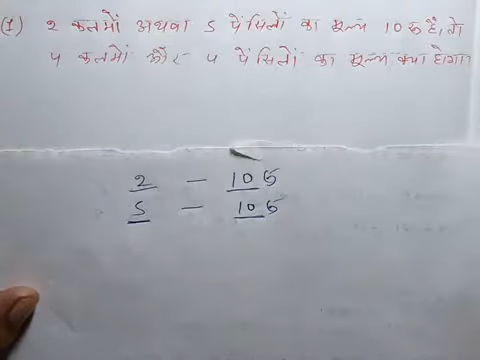 (1) 2 कलमों अथवा 5 पेंसिलों का मूल्य 10 रू है। तो
4 कलमों और 4 पेंसिलों का मूल्य क्या होगा।
2 - 10 रु
5 - 10 रु